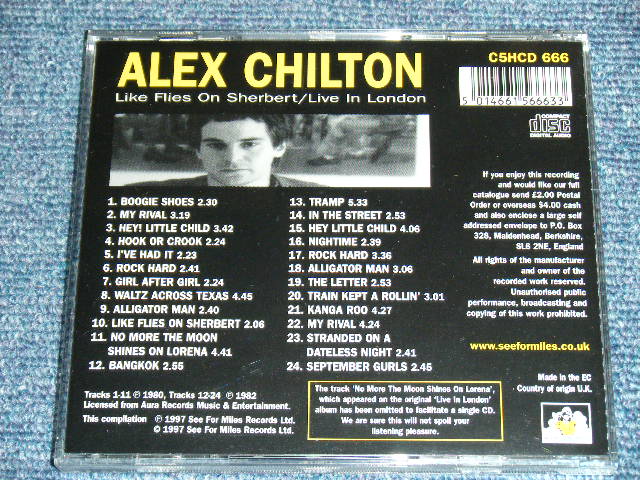 ALEX CHILTON
Like Flies On Sherbert/Live In London
C5HCD 666
5 014661 566633
COMPACT
disc
DIGITAL AUDIO
1. BOOGIE SHOES 2.30
2. MY RIVAL 3.19
3. HEY! LITTLE CHILD 3.42
4. HOOK OR CROOK 2.24
5. I'VE HAD IT 2.23
6. ROCK HARD 2.41
7. GIRL AFTER GIRL 2.24
8. WALTZ ACROSS TEXAS 4.45
9. ALLIGATOR MAN 2.40
10. LIKE FLIES ON SHERBERT 2.06
11. NO MORE THE MOON
SHINES ON LORENA 4.41
12. BANGKOK 2.55
13. TRAMP 5.33
14. IN THE STREET 2.53
15. HEY LITTLE CHILD 4.06
16. NIGHTIME 2.39
17. ROCK HARD 3.36
18. ALLIGATOR MAN 3.06
19. THE LETTER 2.53
20. TRAIN KEPT A ROLLIN' 3.01
21. KANGA ROO 4.27
22. MY RIVAL 4.24
23. STRANDED ON A
DATELESS NIGHT 2.41
24. SEPTEMBER GURLS 2.45
If you enjoy this recording
and would like our full
catalogue send £2.00 Postal
Order or overseas $4.00 cash
and also enclose a large self
addressed envelope to P.O. Box
328, Maidenhead, Berkshire,
SL6 2NE, England
All rights of the manufacturer
and owner of the
recorded work reserved.
Unauthorised public
performance, broadcasting and
copying of this work prohibited.
www.seeformiles.co.uk
Made in the EC
Country of origin U.K.
Tracks 1-11 ℗ 1980, Tracks 12-24 ℗ 1982
Licensed from Aura Records Music & Entertainment.
This compilation ℗ 1997 See For Miles Records Ltd.
© 1997 See For Miles Records Ltd.
The track 'No More The Moon Shines On Lorena',
which appeared on the original 'Live In London'
album has been omitted to facilitate a single CD.
We are sure this will not spoil your
listening pleasure.